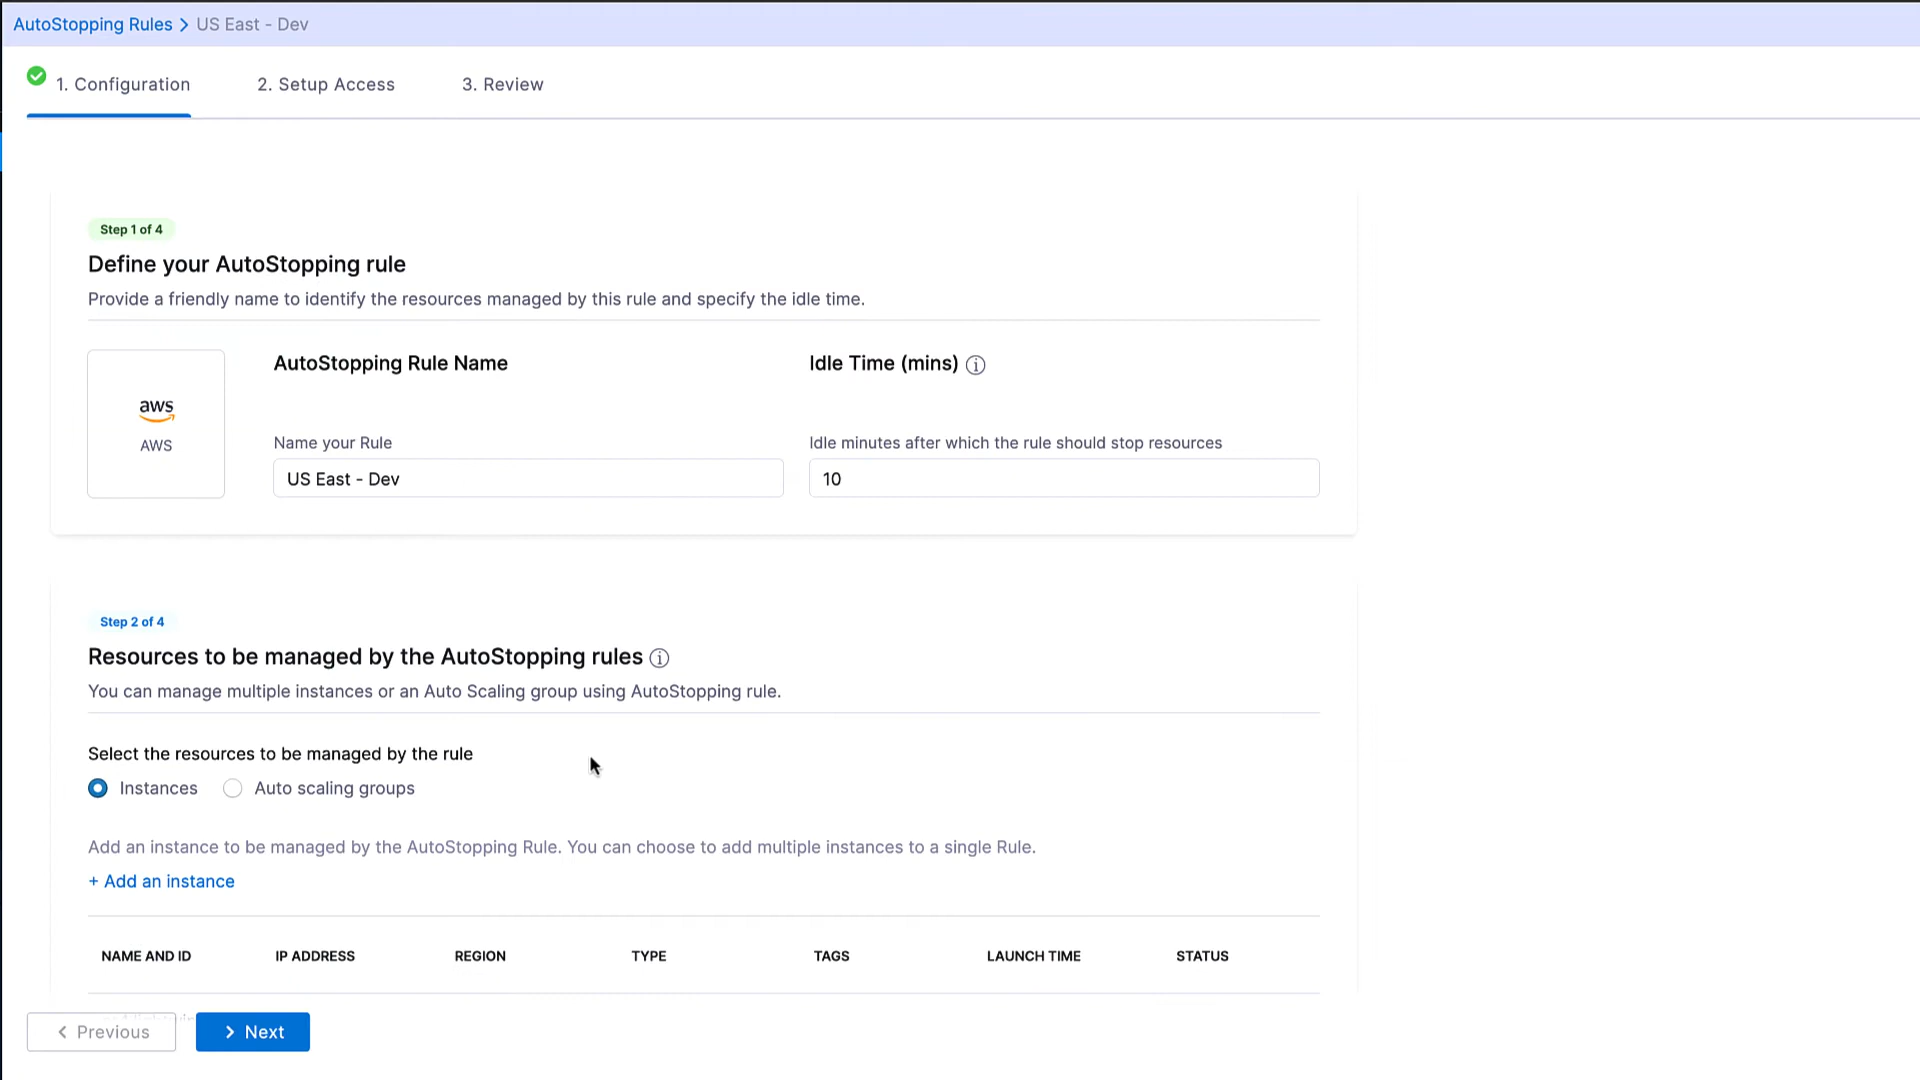 AutoStopping Rules > US East - Dev
1. Configuration
2. Setup Access
3. Review
Step 1 of 4
Define your AutoStopping rule
Provide a friendly name to identify the resources managed by this rule and specify the idle time.
aws
AWS
AutoStopping Rule Name
Name your Rule
US East - Dev
Idle Time (mins)
Idle minutes after which the rule should stop resources
10
Step 2 of 4
Resources to be managed by the AutoStopping rules
You can manage multiple instances or an Auto Scaling group using AutoStopping rule.
Select the resources to be managed by the rule
Instances
Auto scaling groups
Add an instance to be managed by the AutoStopping Rule. You can choose to add multiple instances to a single Rule.
+ Add an instance
NAME AND ID IP ADDRESS REGION TYPE TAGS LAUNCH TIME STATUS
< Previous
> Next